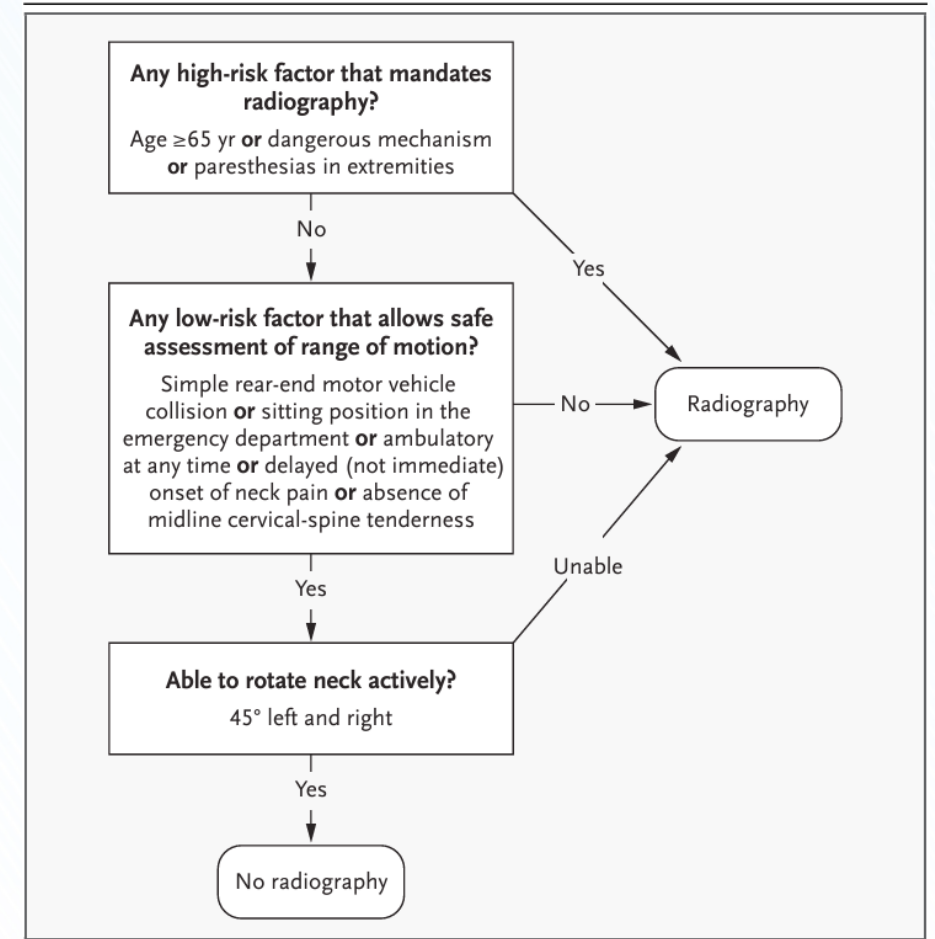 Any high-risk factor that mandates
radiography?
Age ≥65 yr or dangerous mechanism
or paresthesias in extremities
No
Yes
Any low-risk factor that allows safe
assessment of range of motion?
Simple rear-end motor vehicle
collision or sitting position in the
emergency department or ambulatory
at any time or delayed (not immediate)
onset of neck pain or absence of
midline cervical-spine tenderness
No
Radiography
Yes
Unable
Able to rotate neck actively?
45° left and right
Yes
No radiography